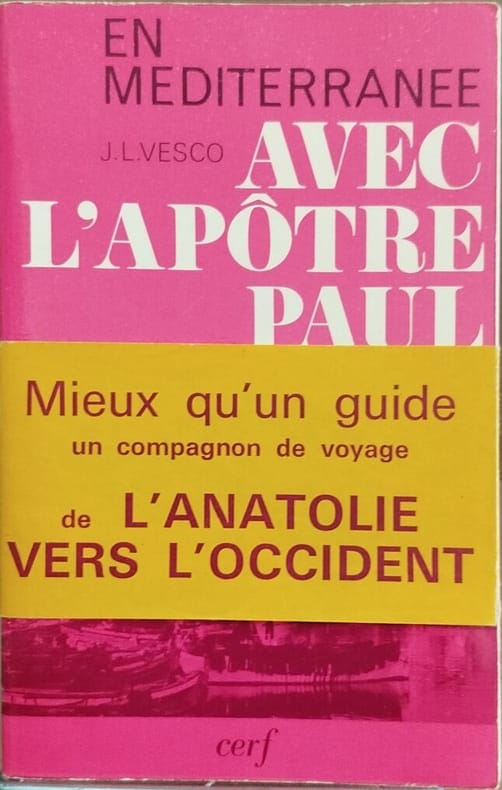 EN
MEDITERRANEE
J.L.VESCO AVEC
L'APÔTRE
PAUL
Mieux qu'un guide
un compagnon de voyage
de L'ANATOLIE
VERS L'OCCIDENT
cerf